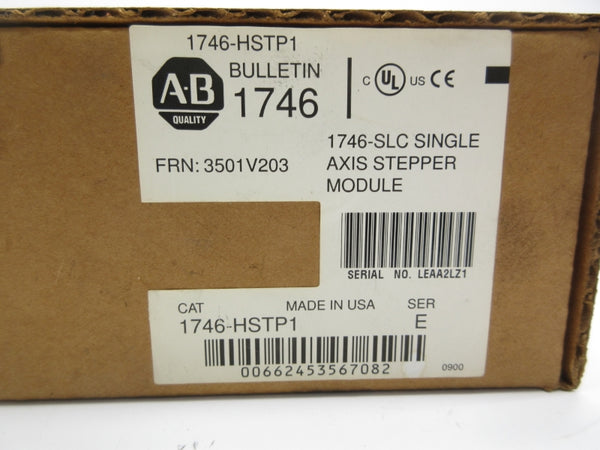 1746-HSTP1
A-B
QUALITY
BULLETIN
1746
C UL US CE
1746-SLC SINGLE
AXIS STEPPER
MODULE
FRN: 3501V203
SERIAL NO. LEAA2LZ1
CAT MADE IN USA SER
1746-HSTP1 E
00662453567082
0900